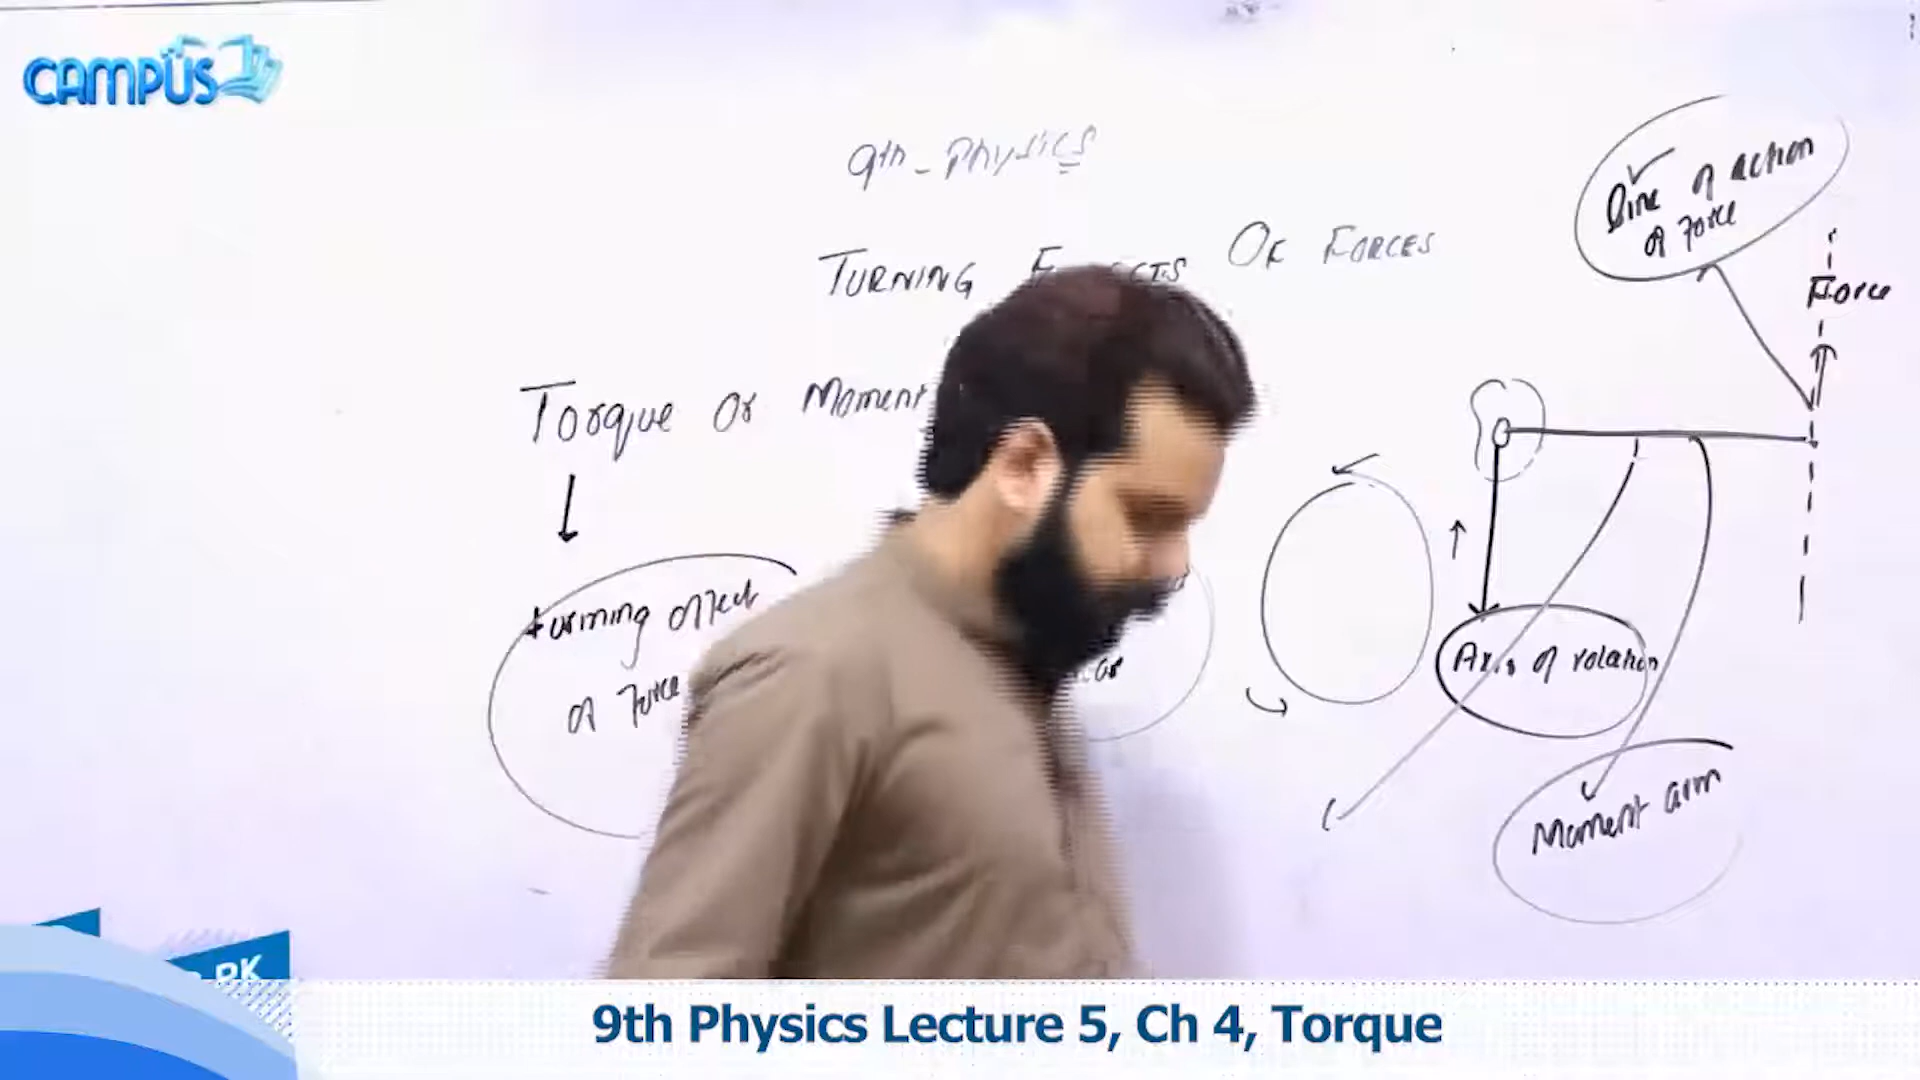 CAMPUS
9th - Physics
TURNING OF FORCES
Line of action
of Force
Force
Torque or Moment
turning effect
of Force
Axis of rotation
Moment arm
PK
9th Physics Lecture 5, Ch 4, Torque